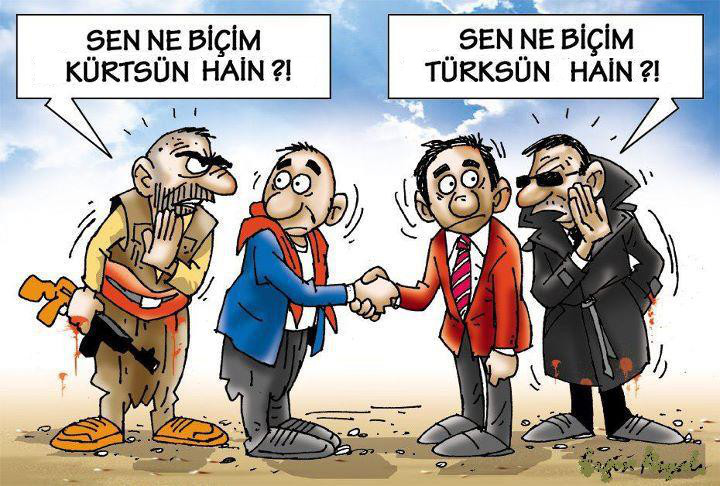 SEN NE BİÇİM
KÜRTSÜN HAİN ?!
SEN NE BİÇİM
TÜRKSÜN HAİN ?!